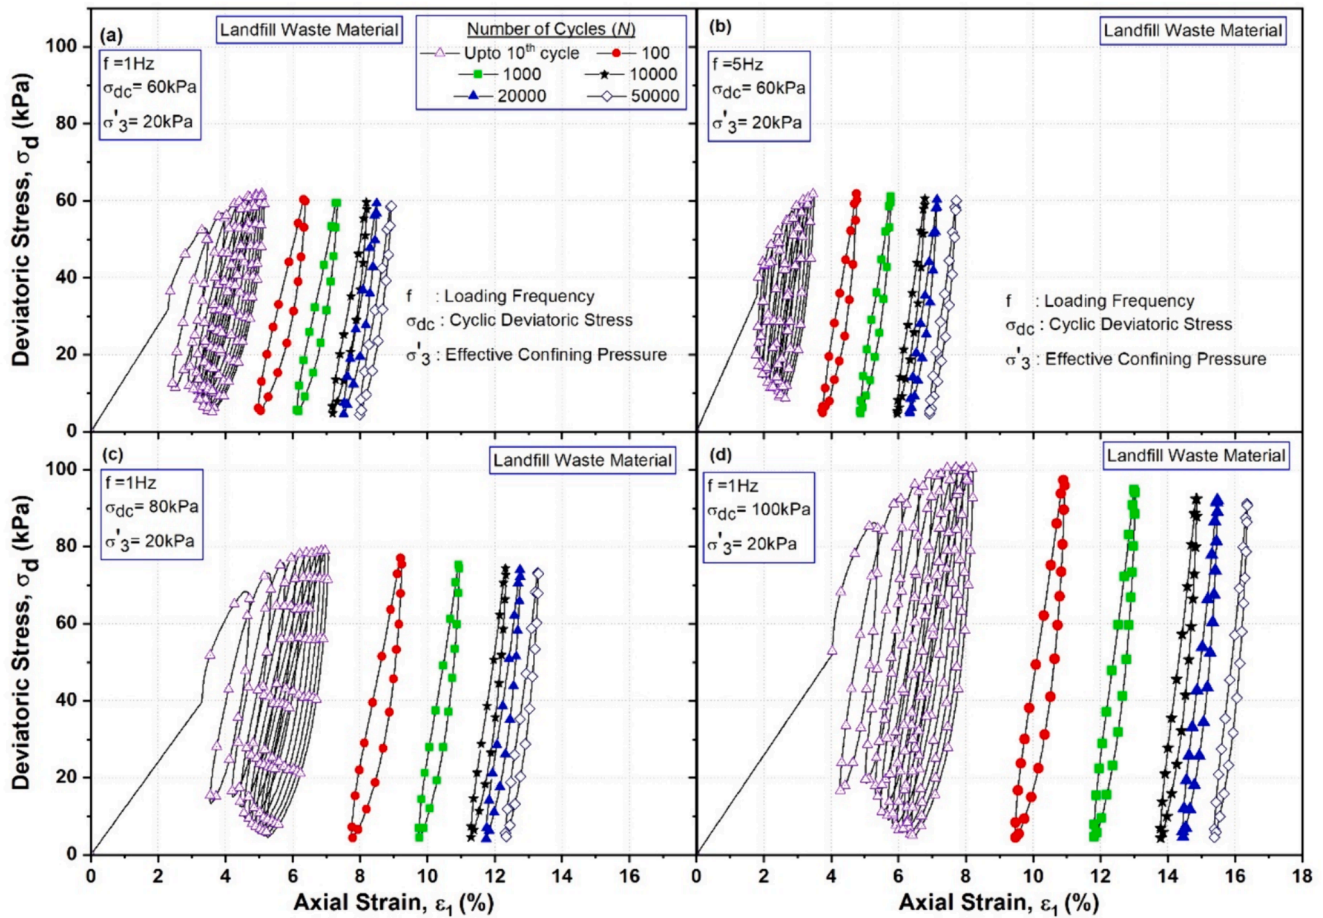 (a)
Landfill Waste Material
f =1Hz
σdc= 60kPa
σ'3= 20kPa
Number of Cycles (N)
Upto 10th cycle
100
1000
10000
20000
50000
f : Loading Frequency
σdc : Cyclic Deviatoric Stress
σ'3 : Effective Confining Pressure
Deviatoric Stress, σd (kPa)
100
80
60
40
20
0
(b)
Landfill Waste Material
f =5Hz
σdc= 60kPa
σ'3= 20kPa
f : Loading Frequency
σdc : Cyclic Deviatoric Stress
σ'3 : Effective Confining Pressure
(c)
Landfill Waste Material
f =1Hz
σdc= 80kPa
σ'3= 20kPa
Deviatoric Stress, σd (kPa)
100
80
60
40
20
0
0 2 4 6 8 10 12 14 16
Axial Strain, ε1 (%)
(d)
Landfill Waste Material
f =1Hz
σdc= 100kPa
σ'3= 20kPa
0 2 4 6 8 10 12 14 16 18
Axial Strain, ε1 (%)